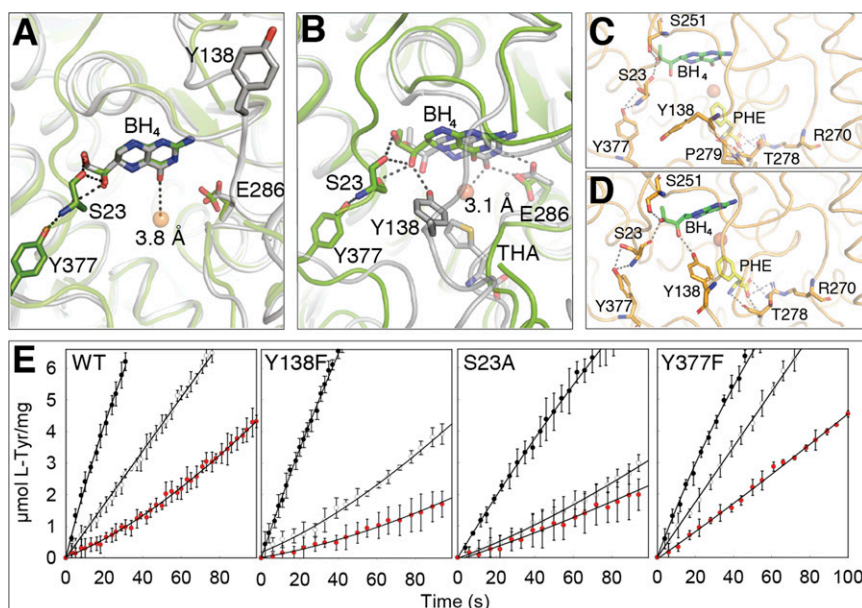 A
Y138
BH4
E286
S23
3.8 Å
Y377
B
BH4
S23
3.1 Å
E286
Y138
Y377
THA
C
S251
BH4
S23
Y138
PHE
R270
Y377
P279
T278
D
S251
BH4
S23
PHE
R270
Y138
Y377
T278
E
WT
Y138F
S23A
Y377F
µmol L-Tyr/mg
6
5
4
3
2
1
0
0 20 40 60 80 0 20 40 60 80 0 20 40 60 80 0 20 40 60 80 100
Time (s)